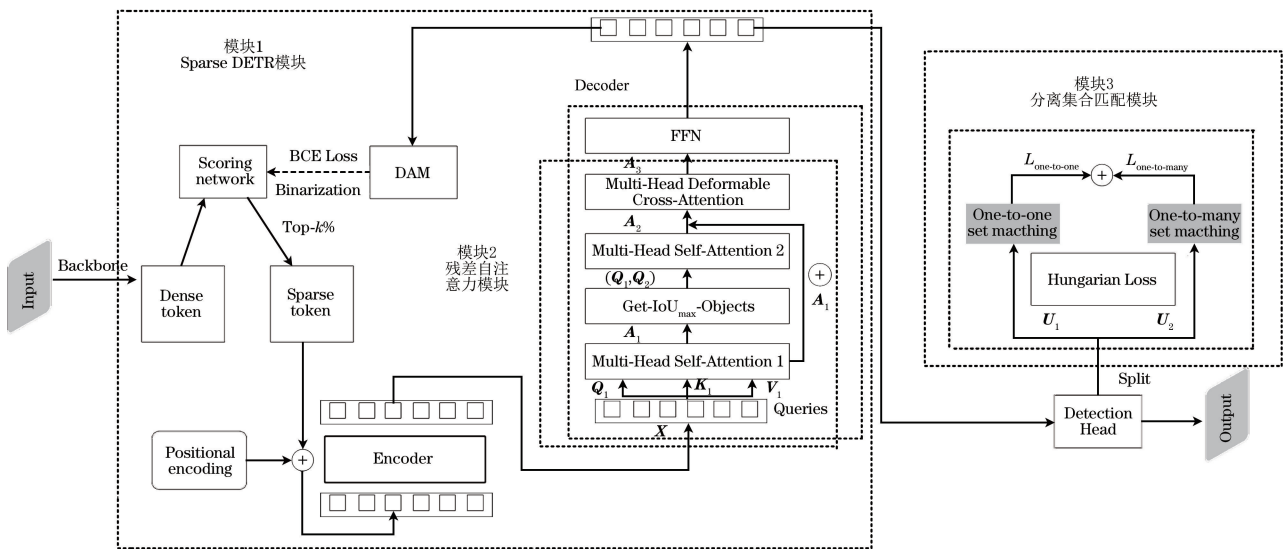 模块1
Sparse DETR模块
Input
Backbone
Dense
token
Scoring
network
BCE Loss
Binarization
DAM
Top-k%
Sparse
token
Positional
encoding
+
Encoder
模块2
残差自注
意力模块
Decoder
FFN
A3
Multi-Head Deformable
Cross-Attention
A2
Multi-Head Self-Attention 2
(Q1,Q2)
+
A1
Get-IoUmax-Objects
A1
Multi-Head Self-Attention 1
Q1 K1 V1
Queries
X
模块3
分离集合匹配模块
Lone-to-one + Lone-to-many
One-to-one
set macthing
One-to-many
set macthing
Hungarian Loss
U1 U2
Split
Detection
Head
Output